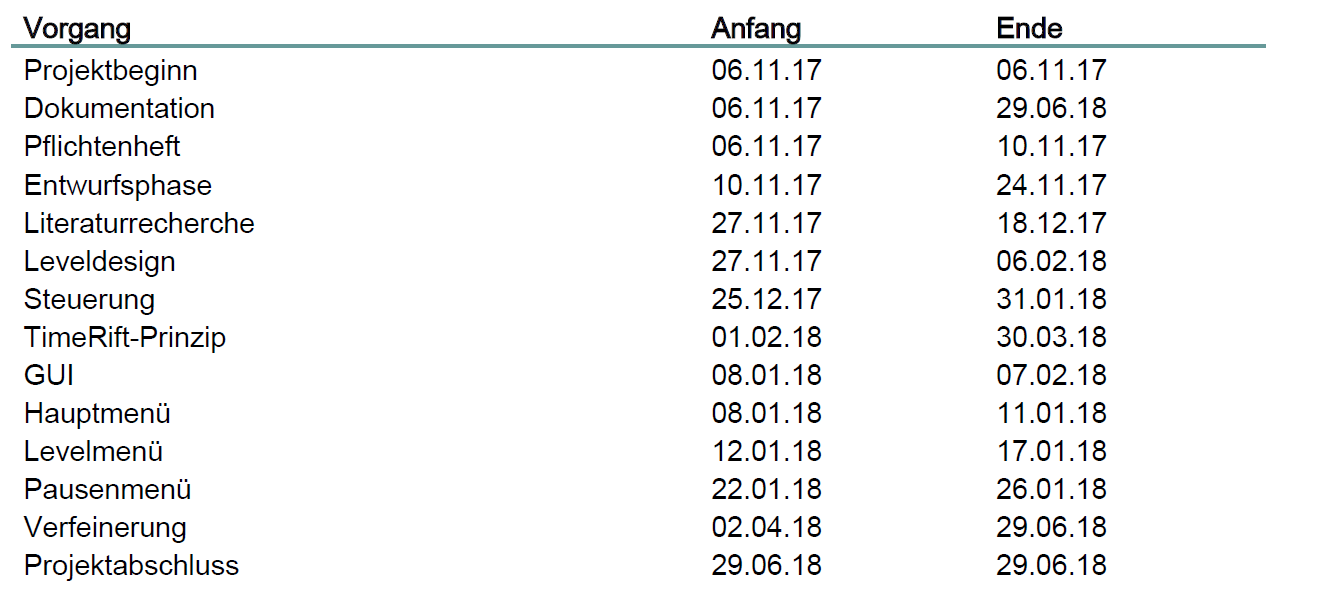 Vorgang Anfang Ende
Projektbeginn 06.11.17 06.11.17
Dokumentation 06.11.17 29.06.18
Pflichtenheft 06.11.17 10.11.17
Entwurfsphase 10.11.17 24.11.17
Literaturrecherche 27.11.17 18.12.17
Leveldesign 27.11.17 06.02.18
Steuerung 25.12.17 31.01.18
TimeRift-Prinzip 01.02.18 30.03.18
GUI 08.01.18 07.02.18
Hauptmenü 08.01.18 11.01.18
Levelmenü 12.01.18 17.01.18
Pausenmenü 22.01.18 26.01.18
Verfeinerung 02.04.18 29.06.18
Projektabschluss 29.06.18 29.06.18